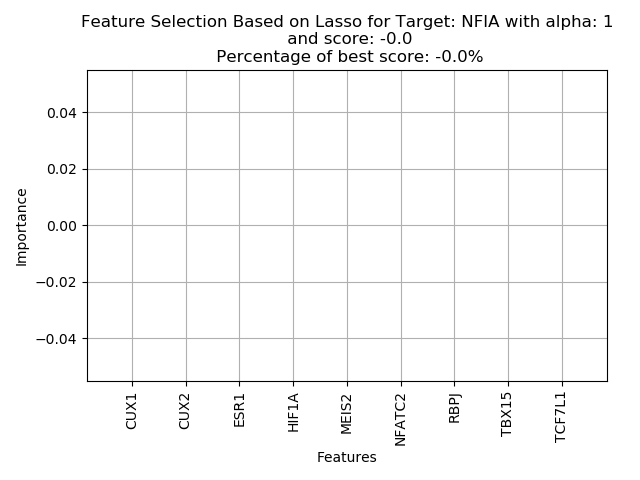 Feature Selection Based on Lasso for Target: NFIA with alpha: 1
and score: -0.0
Percentage of best score: -0.0%
0.04
0.02
0.00
−0.02
−0.04
Importance
CUX1
CUX2
ESR1
HIF1A
MEIS2
NFATC2
RBPJ
TBX15
TCF7L1
Features